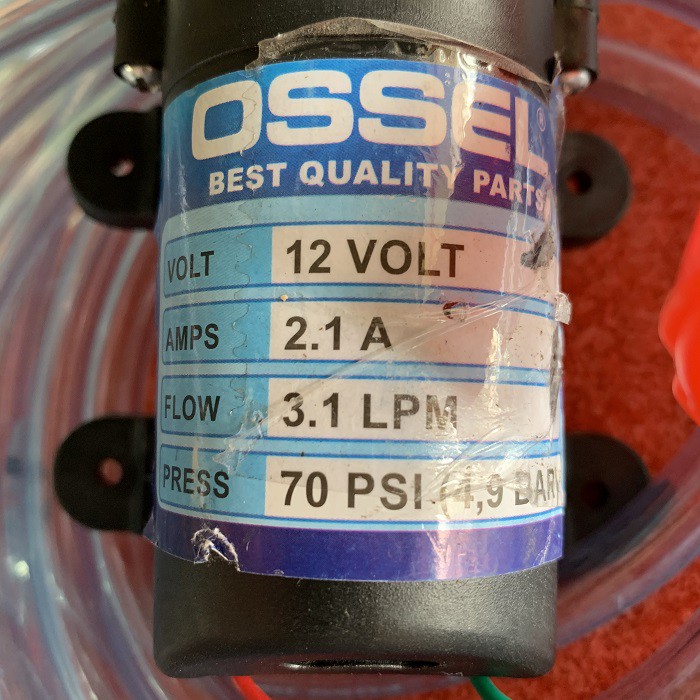 OSSEL®
BEST QUALITY PARTS
VOLT 12 VOLT
AMPS 2.1 A
FLOW 3.1 LPM
PRESS 70 PSI.(4,9 BAR)